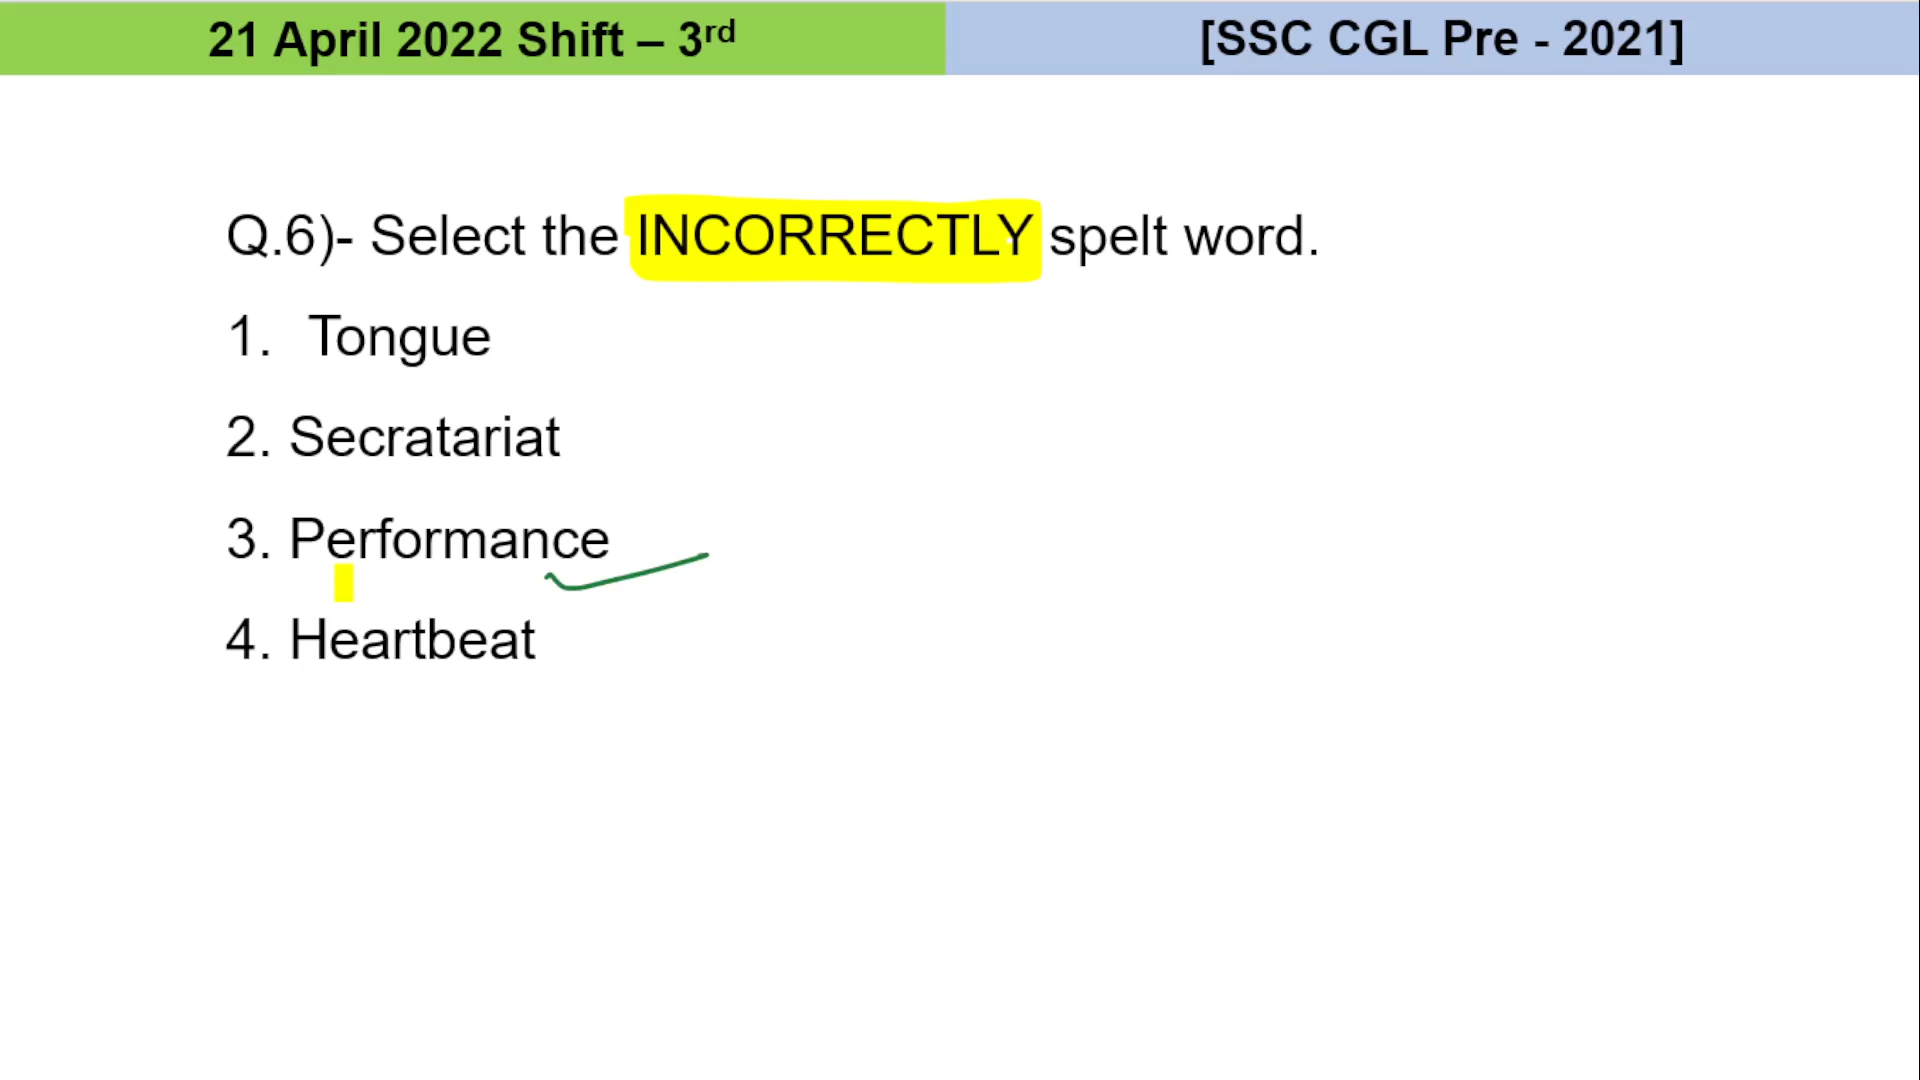 21 April 2022 Shift – 3rd
[SSC CGL Pre - 2021]
Q.6)- Select the INCORRECTLY spelt word.
1. Tongue
2. Secratariat
3. Performance
4. Heartbeat